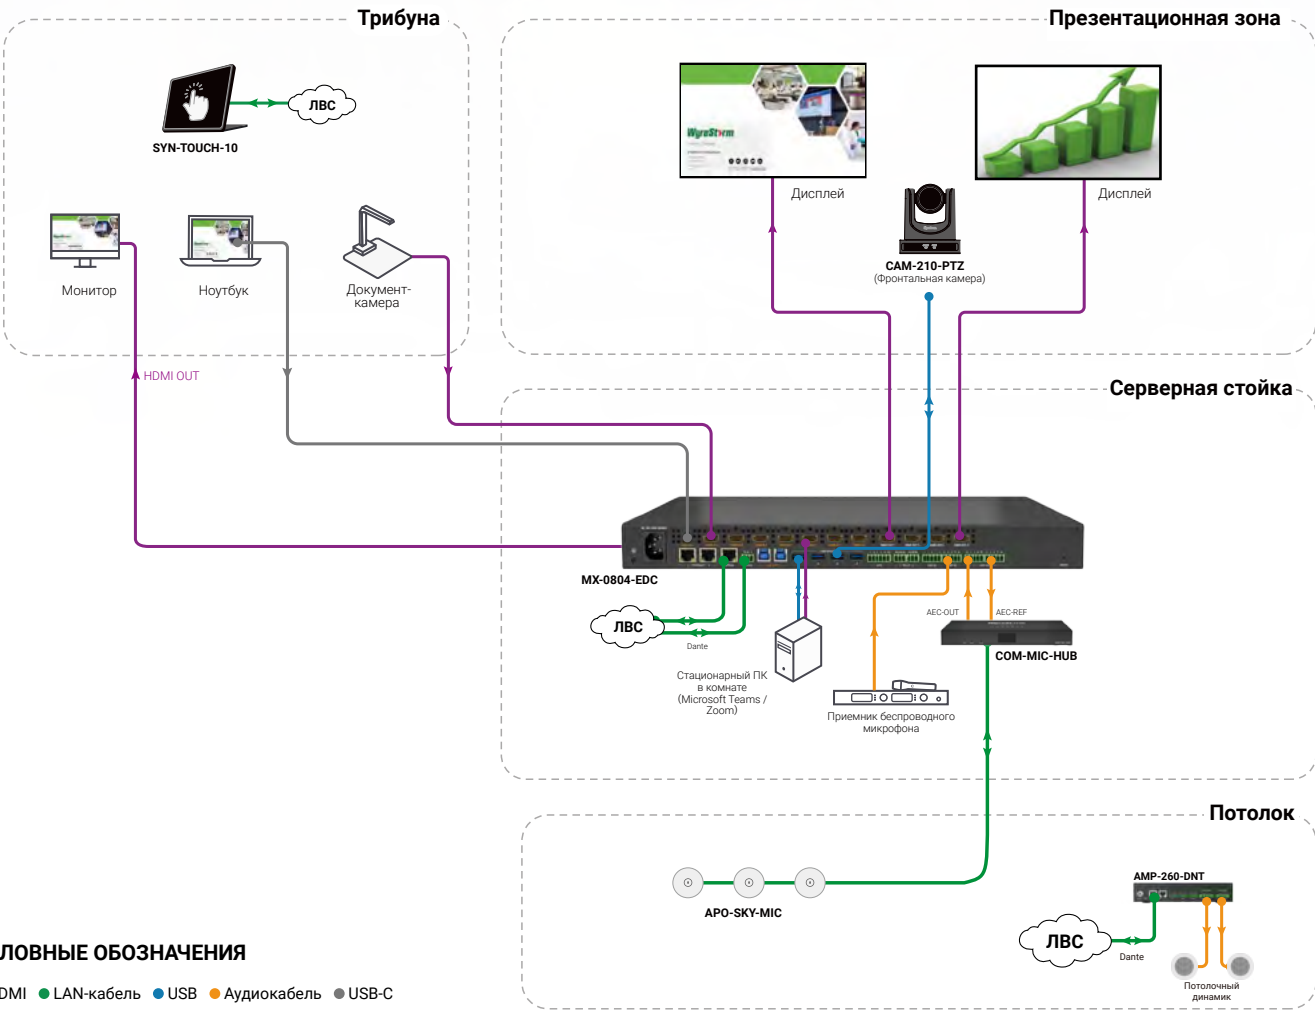 Трибуна
Презентационная зона
ЛВС
SYN-TOUCH-10
WyreStorm
Дисплей
Дисплей
CAM-210-PTZ
(Фронтальная камера)
Монитор
Ноутбук
Документ-
камера
HDMI OUT
Серверная стойка
MX-0804-EDC
ЛВС
Dante
AEC-OUT
AEC-REF
COM-MIC-HUB
Стационарный ПК
в комнате
(Microsoft Teams /
Zoom)
Приемник беспроводного
микрофона
Потолок
APO-SKY-MIC
AMP-260-DNT
ЛВС
Dante
Потолочный
динамик
ЛОВНЫЕ ОБОЗНАЧЕНИЯ
DMI LAN-кабель USB Аудиокабель USB-C